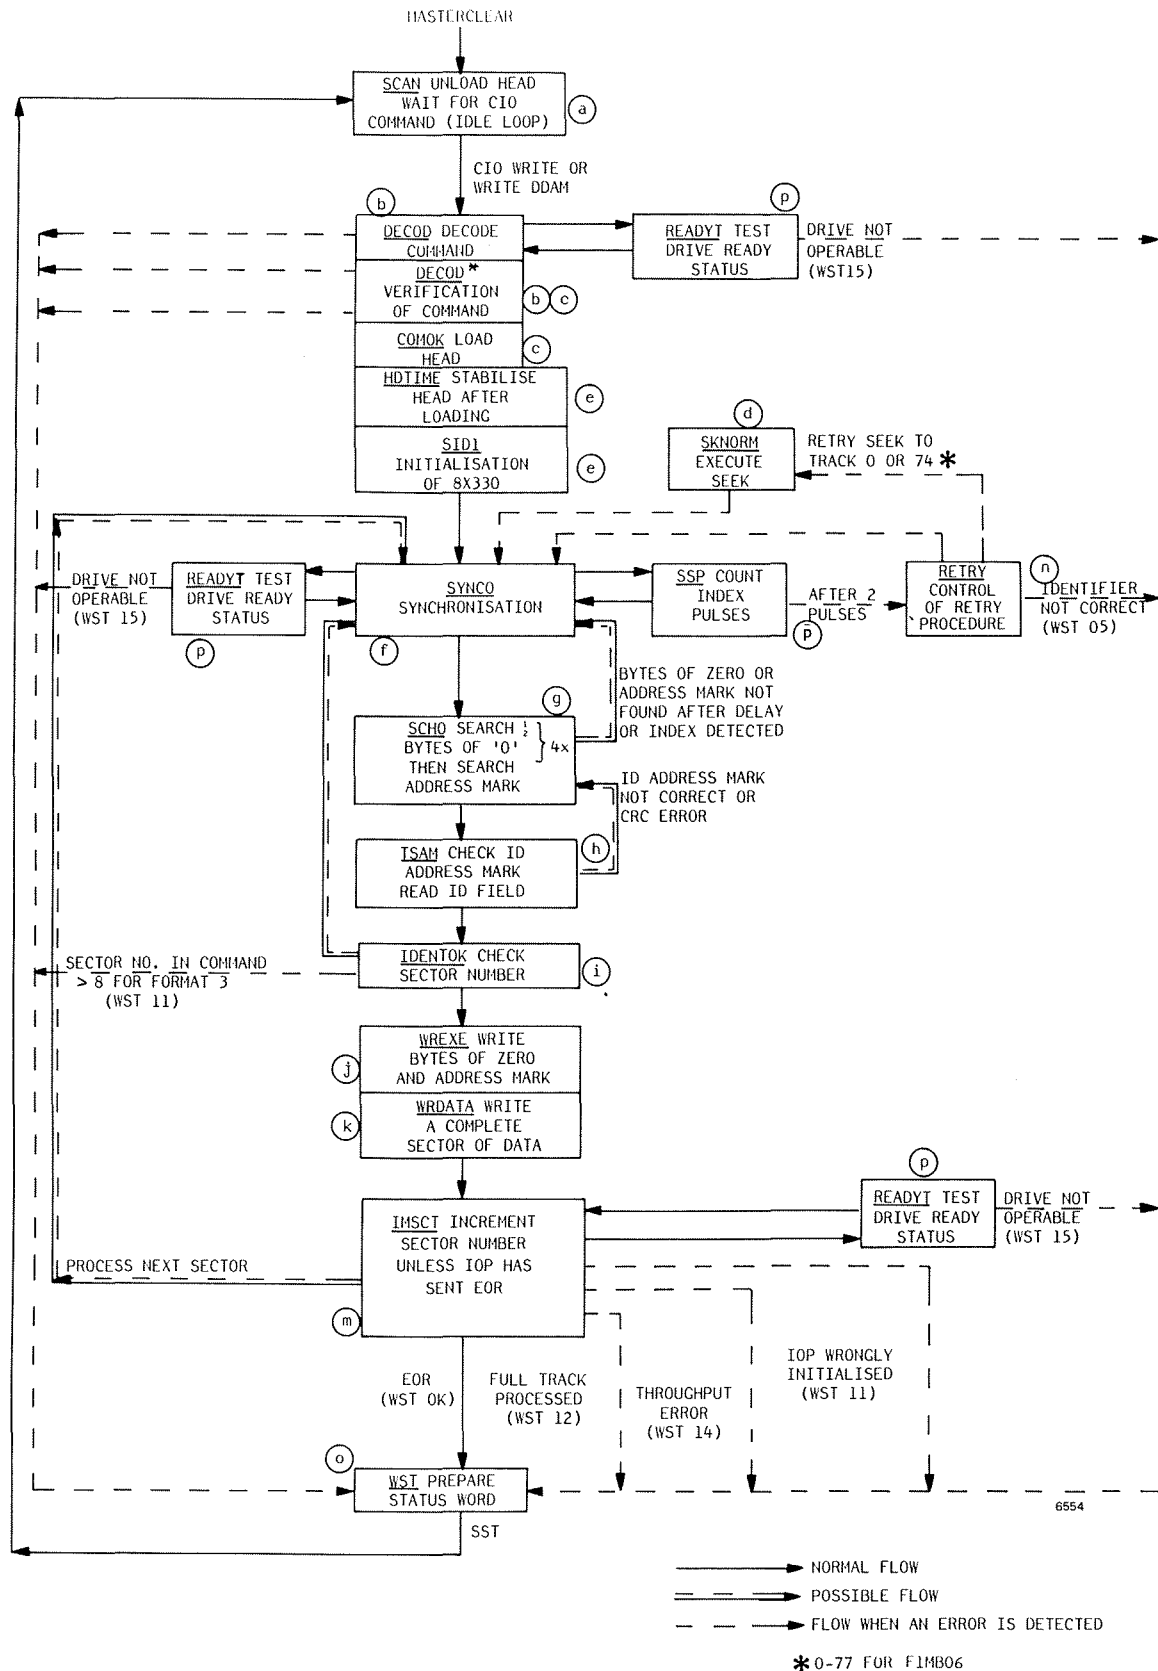 MASTERCLEAR
SCAN UNLOAD HEAD
WAIT FOR CIO
COMMAND (IDLE LOOP)
a
CIO WRITE OR
WRITE DDAM
b
DECOD DECODE
COMMAND
p
READYT TEST
DRIVE READY
STATUS
DRIVE NOT
OPERABLE
(WST15)
DECOD*
VERIFICATION
OF COMMAND
b c
COMOK LOAD
HEAD
c
HDTIME STABILISE
HEAD AFTER
LOADING
e
SID1
INITIALISATION
OF 8X330
e
d
SKNORM
EXECUTE
SEEK
RETRY SEEK TO
TRACK 0 OR 74 *
DRIVE NOT
OPERABLE
(WST 15)
READYT TEST
DRIVE READY
STATUS
p
SYNCO
SYNCHRONISATION
f
SSP COUNT
INDEX
PULSES
AFTER 2
PULSES
p
n
RETRY
CONTROL
OF RETRY
PROCEDURE
IDENTIFIER
NOT CORRECT
(WST 05)
BYTES OF ZERO OR
ADDRESS MARK NOT
FOUND AFTER DELAY
OR INDEX DETECTED
g
SCHO SEARCH ½
BYTES OF '0' } 4x
THEN SEARCH
ADDRESS MARK
ID ADDRESS MARK
NOT CORRECT OR
CRC ERROR
TSAM CHECK ID
ADDRESS MARK
READ ID FIELD
h
IDENTOK CHECK
SECTOR NUMBER
i
SECTOR NO. IN COMMAND
> 8 FOR FORMAT 3
(WST 11)
WREXE WRITE
BYTES OF ZERO
AND ADDRESS MARK
j
WRDATA WRITE
A COMPLETE
SECTOR OF DATA
k
p
READYT TEST
DRIVE READY
STATUS
DRIVE NOT
OPERABLE
(WST 15)
IMSCT INCREMENT
SECTOR NUMBER
UNLESS IOP HAS
SENT EOR
m
PROCESS NEXT SECTOR
EOR
(WST OK)
FULL TRACK
PROCESSED
(WST 12)
THROUGHPUT
ERROR
(WST 14)
IOP WRONGLY
INITIALISED
(WST 11)
o
WST PREPARE
STATUS WORD
SST
6554
NORMAL FLOW
POSSIBLE FLOW
FLOW WHEN AN ERROR IS DETECTED
* 0-77 FOR F1MB06